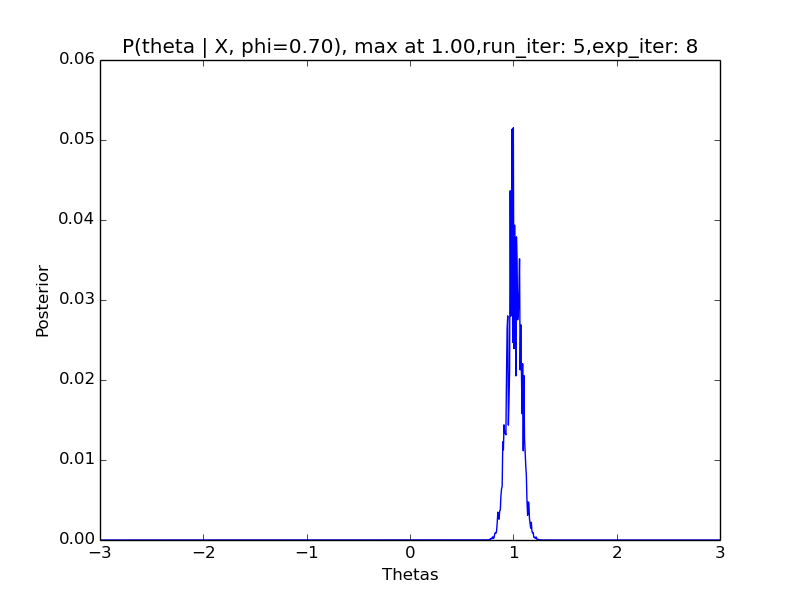 P(theta | X, phi=0.70), max at 1.00,run_iter: 5,exp_iter: 8
0.06
0.05
0.04
0.03
0.02
0.01
0.00
Posterior
−3 −2 −1 0 1 2 3
Thetas